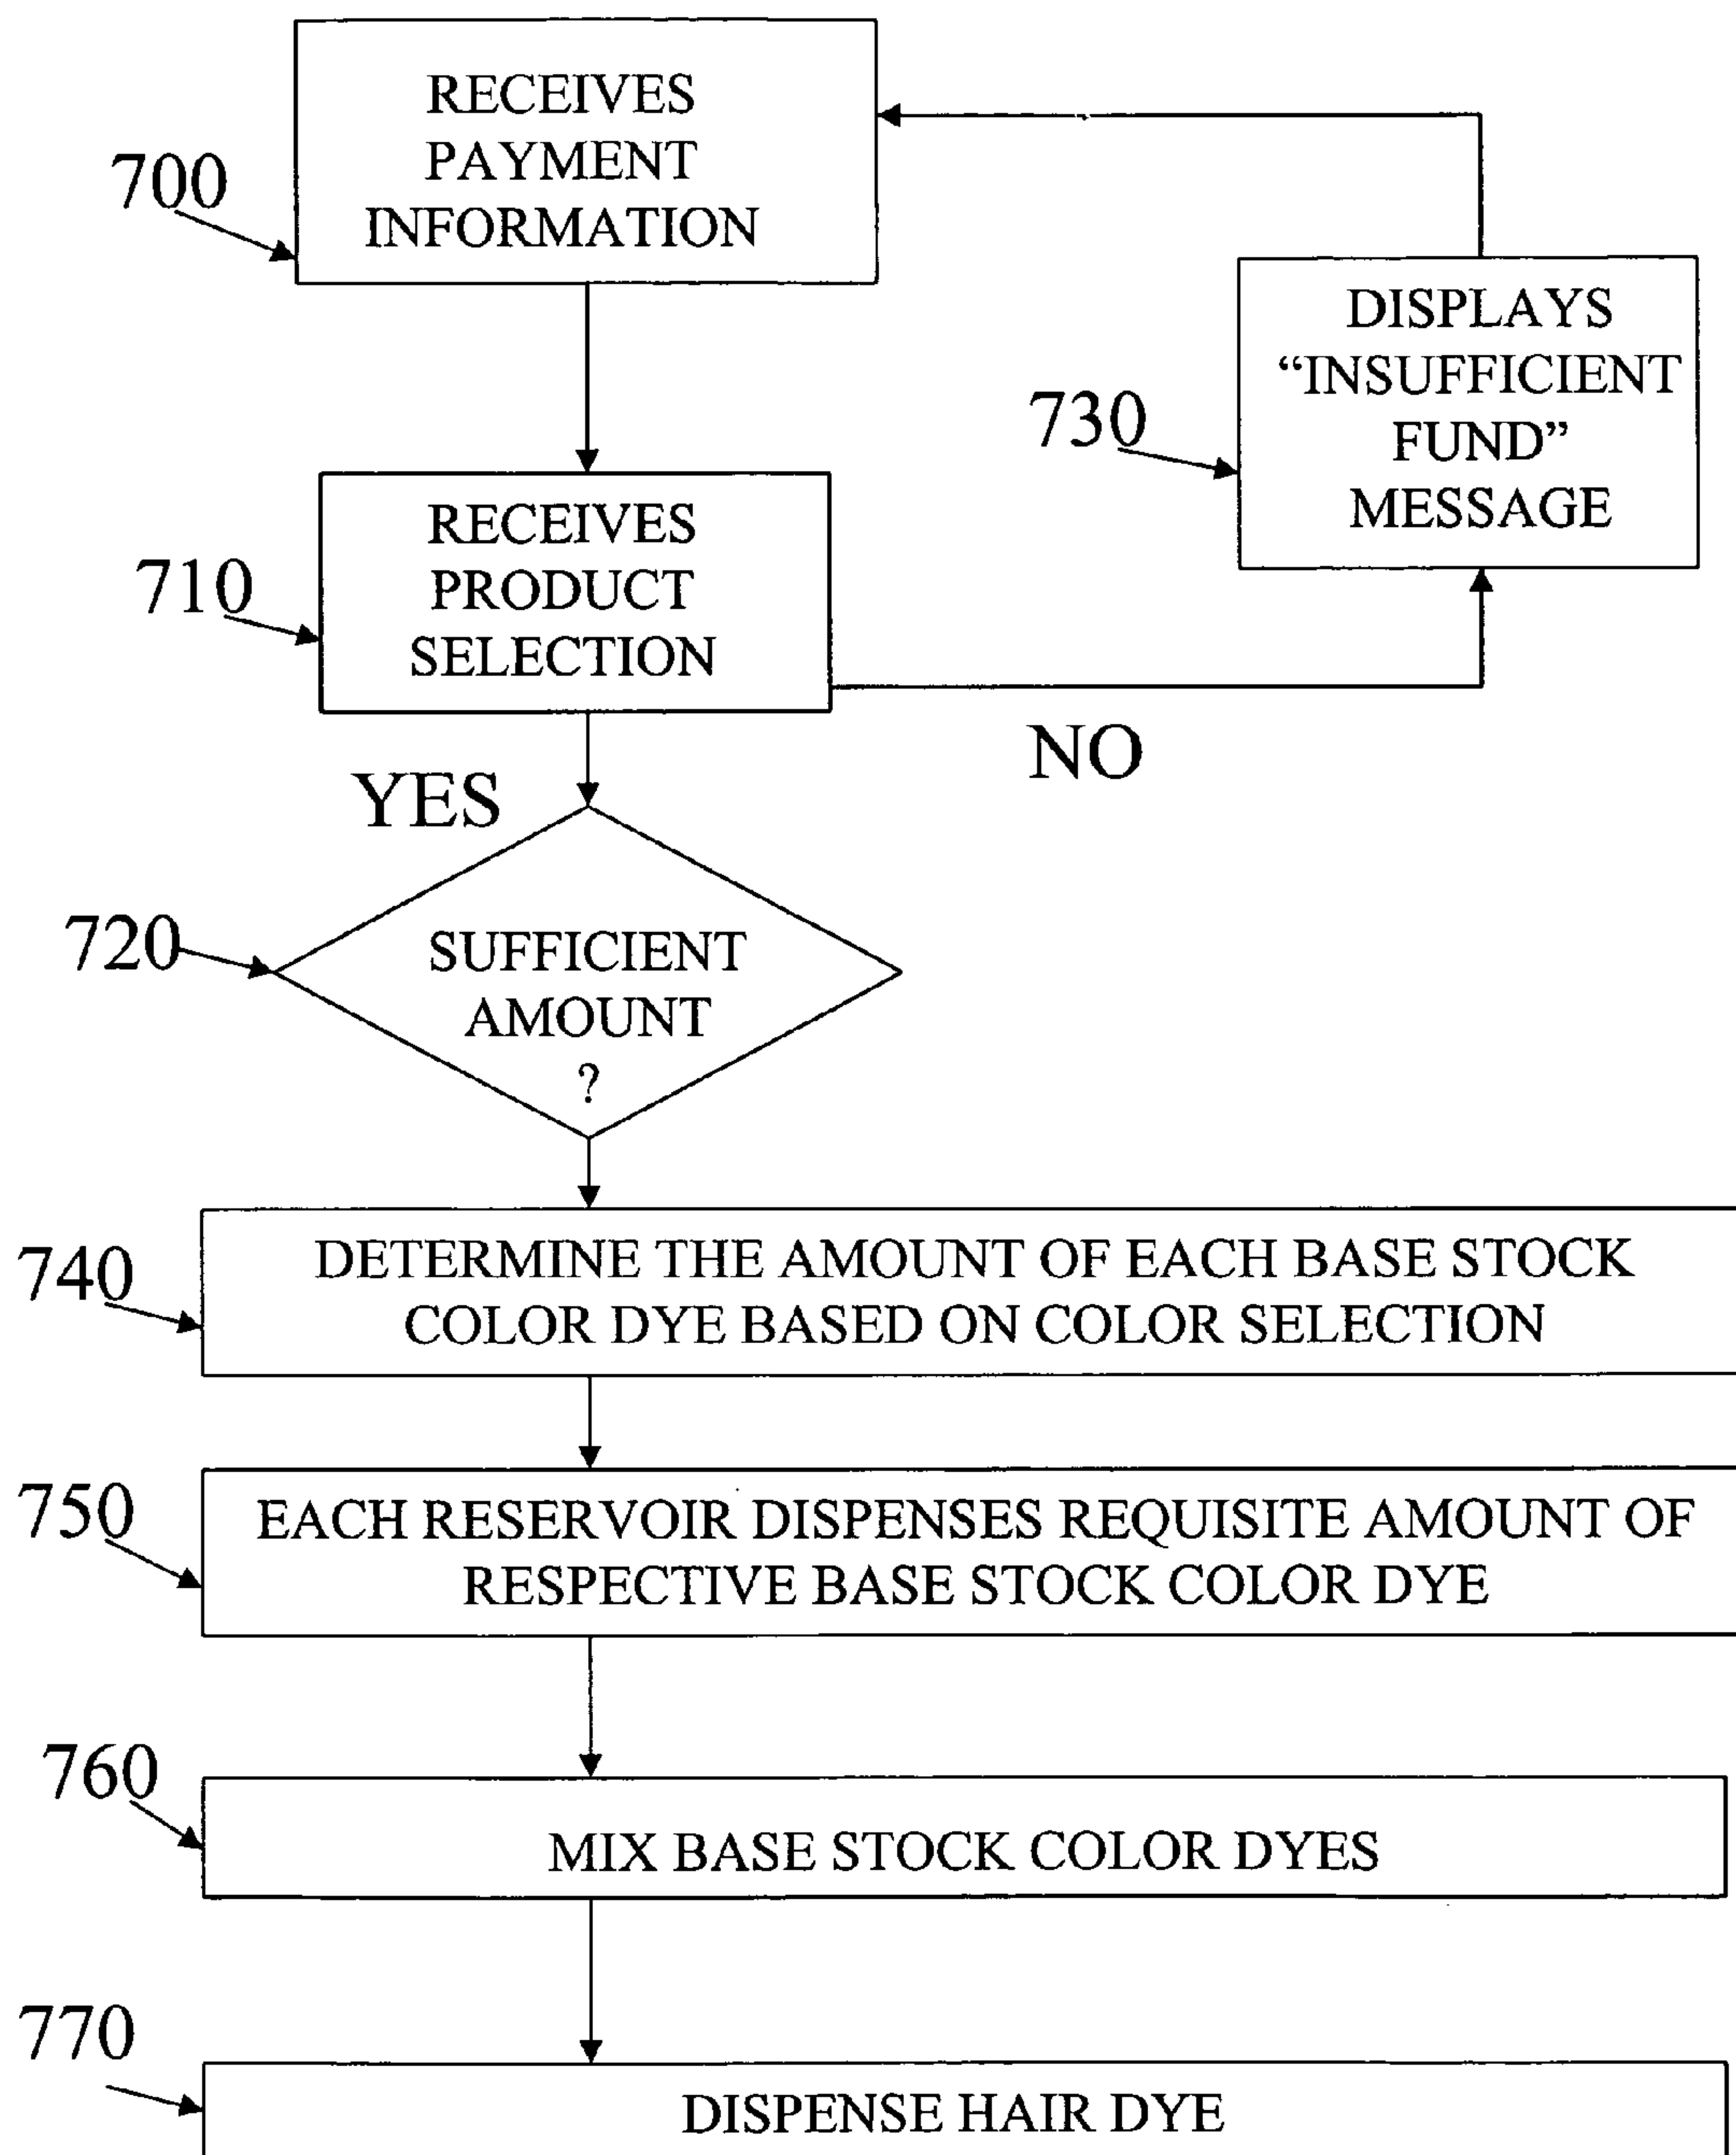 RECEIVES
PAYMENT
INFORMATION
700
DISPLAYS
“INSUFFICIENT
FUND”
MESSAGE
730
RECEIVES
PRODUCT
SELECTION
710
NO
YES
720
SUFFICIENT
AMOUNT
?
740
DETERMINE THE AMOUNT OF EACH BASE STOCK
COLOR DYE BASED ON COLOR SELECTION
750
EACH RESERVOIR DISPENSES REQUISITE AMOUNT OF
RESPECTIVE BASE STOCK COLOR DYE
760
MIX BASE STOCK COLOR DYES
770
DISPENSE HAIR DYE